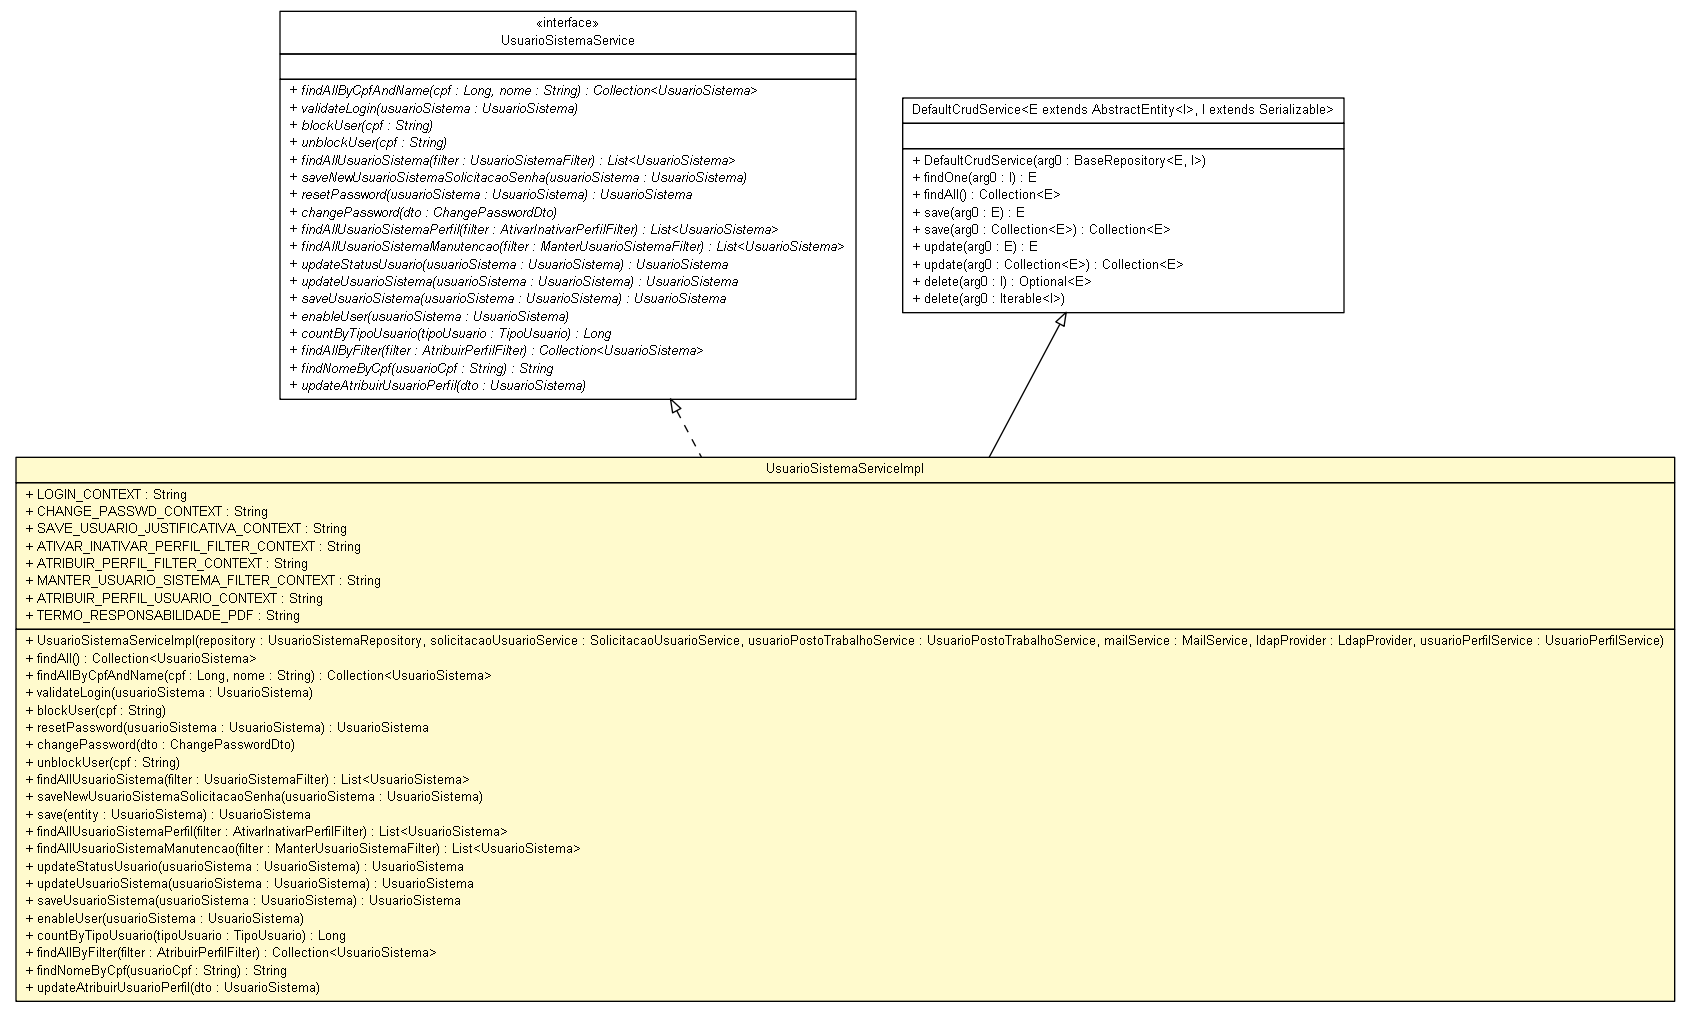 «interface»
UsuarioSistemaService
+ findAllByCpfAndName(cpf : Long, nome : String) : Collection<UsuarioSistema>
+ validateLogin(usuarioSistema : UsuarioSistema)
+ blockUser(cpf : String)
+ unblockUser(cpf : String)
+ findAllUsuarioSistema(filter : UsuarioSistemaFilter) : List<UsuarioSistema>
+ saveNewUsuarioSistemaSolicitacaoSenha(usuarioSistema : UsuarioSistema)
+ resetPassword(usuarioSistema : UsuarioSistema) : UsuarioSistema
+ changePassword(dto : ChangePasswordDto)
+ findAllUsuarioSistemaPerfil(filter : AtivarInativarPerfilFilter) : List<UsuarioSistema>
+ findAllUsuarioSistemaManutencao(filter : ManterUsuarioSistemaFilter) : List<UsuarioSistema>
+ updateStatusUsuario(usuarioSistema : UsuarioSistema) : UsuarioSistema
+ updateUsuarioSistema(usuarioSistema : UsuarioSistema) : UsuarioSistema
+ saveUsuarioSistema(usuarioSistema : UsuarioSistema) : UsuarioSistema
+ enableUser(usuarioSistema : UsuarioSistema)
+ countByTipoUsuario(tipoUsuario : TipoUsuario) : Long
+ findAllByFilter(filter : AtribuirPerfilFilter) : Collection<UsuarioSistema>
+ findNomeByCpf(usuarioCpf : String) : String
+ updateAtribuirUsuarioPerfil(dto : UsuarioSistema)
DefaultCrudService<E extends AbstractEntity<I>, I extends Serializable>
+ DefaultCrudService(arg0 : BaseRepository<E, I>)
+ findOne(arg0 : I) : E
+ findAll() : Collection<E>
+ save(arg0 : E) : E
+ save(arg0 : Collection<E>) : Collection<E>
+ update(arg0 : E) : E
+ update(arg0 : Collection<E>) : Collection<E>
+ delete(arg0 : I) : Optional<E>
+ delete(arg0 : Iterable<I>)
UsuarioSistemaServiceImpl
+ LOGIN_CONTEXT : String
+ CHANGE_PASSWD_CONTEXT : String
+ SAVE_USUARIO_JUSTIFICATIVA_CONTEXT : String
+ ATIVAR_INATIVAR_PERFIL_FILTER_CONTEXT : String
+ ATRIBUIR_PERFIL_FILTER_CONTEXT : String
+ MANTER_USUARIO_SISTEMA_FILTER_CONTEXT : String
+ ATRIBUIR_PERFIL_USUARIO_CONTEXT : String
+ TERMO_RESPONSABILIDADE_PDF : String
+ UsuarioSistemaServiceImpl(repository : UsuarioSistemaRepository, solicitacaoUsuarioService : SolicitacaoUsuarioService, usuarioPostoTrabalhoService : UsuarioPostoTrabalhoService, mailService : MailService, ldapProvider : LdapProvider, usuarioPerfilService : UsuarioPerfilService)
+ findAll() : Collection<UsuarioSistema>
+ findAllByCpfAndName(cpf : Long, nome : String) : Collection<UsuarioSistema>
+ validateLogin(usuarioSistema : UsuarioSistema)
+ blockUser(cpf : String)
+ resetPassword(usuarioSistema : UsuarioSistema) : UsuarioSistema
+ changePassword(dto : ChangePasswordDto)
+ unblockUser(cpf : String)
+ findAllUsuarioSistema(filter : UsuarioSistemaFilter) : List<UsuarioSistema>
+ saveNewUsuarioSistemaSolicitacaoSenha(usuarioSistema : UsuarioSistema)
+ save(entity : UsuarioSistema) : UsuarioSistema
+ findAllUsuarioSistemaPerfil(filter : AtivarInativarPerfilFilter) : List<UsuarioSistema>
+ findAllUsuarioSistemaManutencao(filter : ManterUsuarioSistemaFilter) : List<UsuarioSistema>
+ updateStatusUsuario(usuarioSistema : UsuarioSistema) : UsuarioSistema
+ updateUsuarioSistema(usuarioSistema : UsuarioSistema) : UsuarioSistema
+ saveUsuarioSistema(usuarioSistema : UsuarioSistema) : UsuarioSistema
+ enableUser(usuarioSistema : UsuarioSistema)
+ countByTipoUsuario(tipoUsuario : TipoUsuario) : Long
+ findAllByFilter(filter : AtribuirPerfilFilter) : Collection<UsuarioSistema>
+ findNomeByCpf(usuarioCpf : String) : String
+ updateAtribuirUsuarioPerfil(dto : UsuarioSistema)